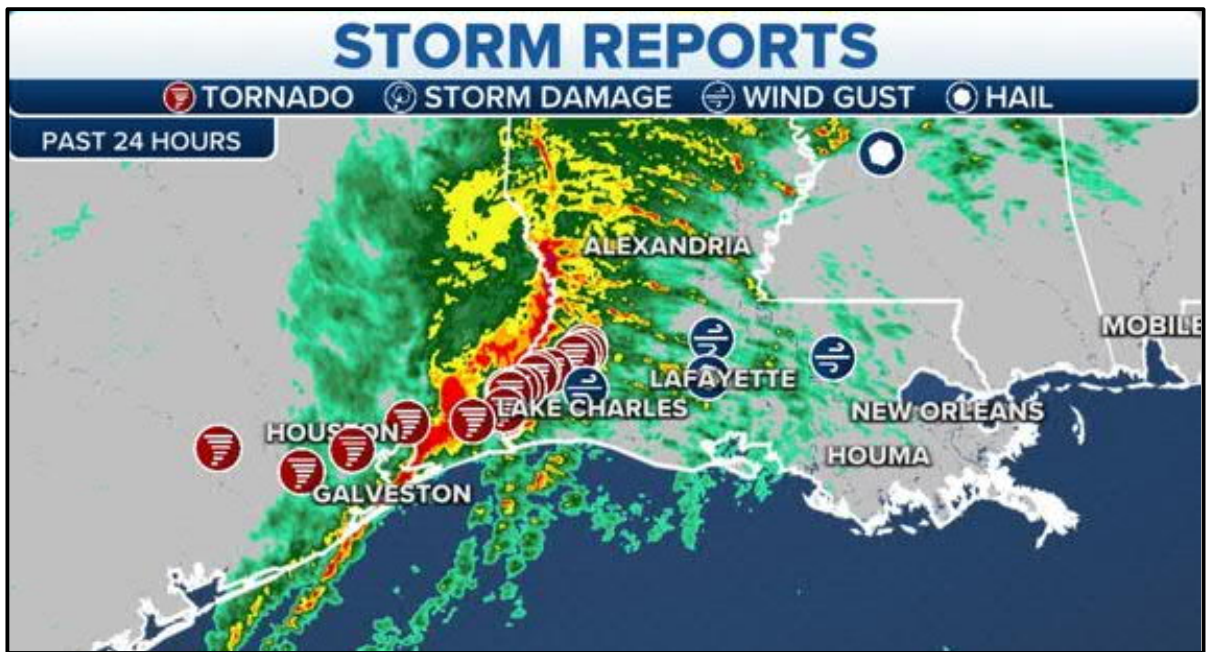 STORM REPORTS
TORNADO STORM DAMAGE WIND GUST HAIL
PAST 24 HOURS
ALEXANDRIA
MOBILE
LAFAYETTE
LAKE CHARLES
NEW ORLEANS
HOUSTON
HOUMA
GALVESTON